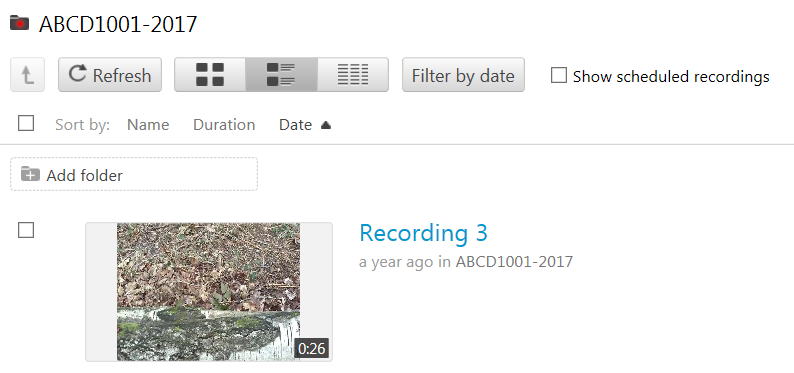 ABCD1001-2017
Refresh Filter by date Show scheduled recordings
Sort by: Name Duration Date
Add folder
Recording 3
a year ago in ABCD1001-2017
0:26